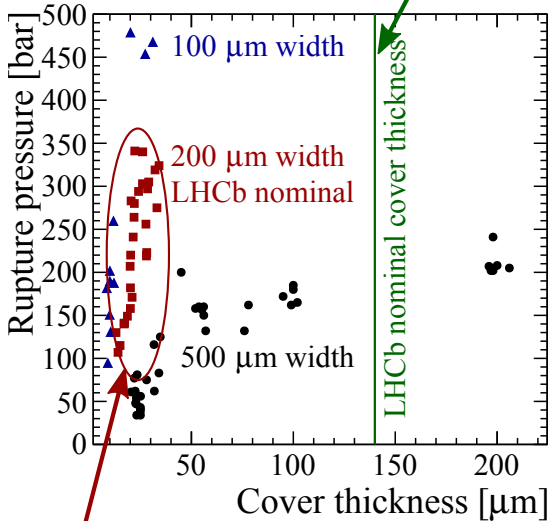 Rupture pressure [bar]
500
450
400
350
300
250
200
150
100
50
0
100 μm width
200 μm width
LHCb nominal
500 μm width
LHCb nominal cover thickness
50
100
150
200
Cover thickness [μm]